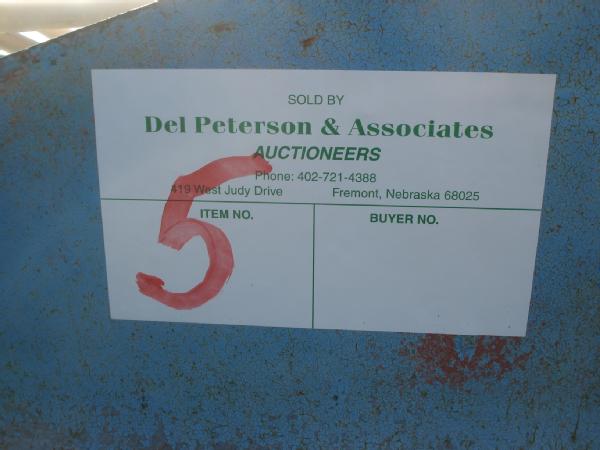 SOLD BY
Del Peterson & Associates
AUCTIONEERS
Phone: 402-721-4388
419 West Judy Drive Fremont, Nebraska 68025
ITEM NO. BUYER NO.
5